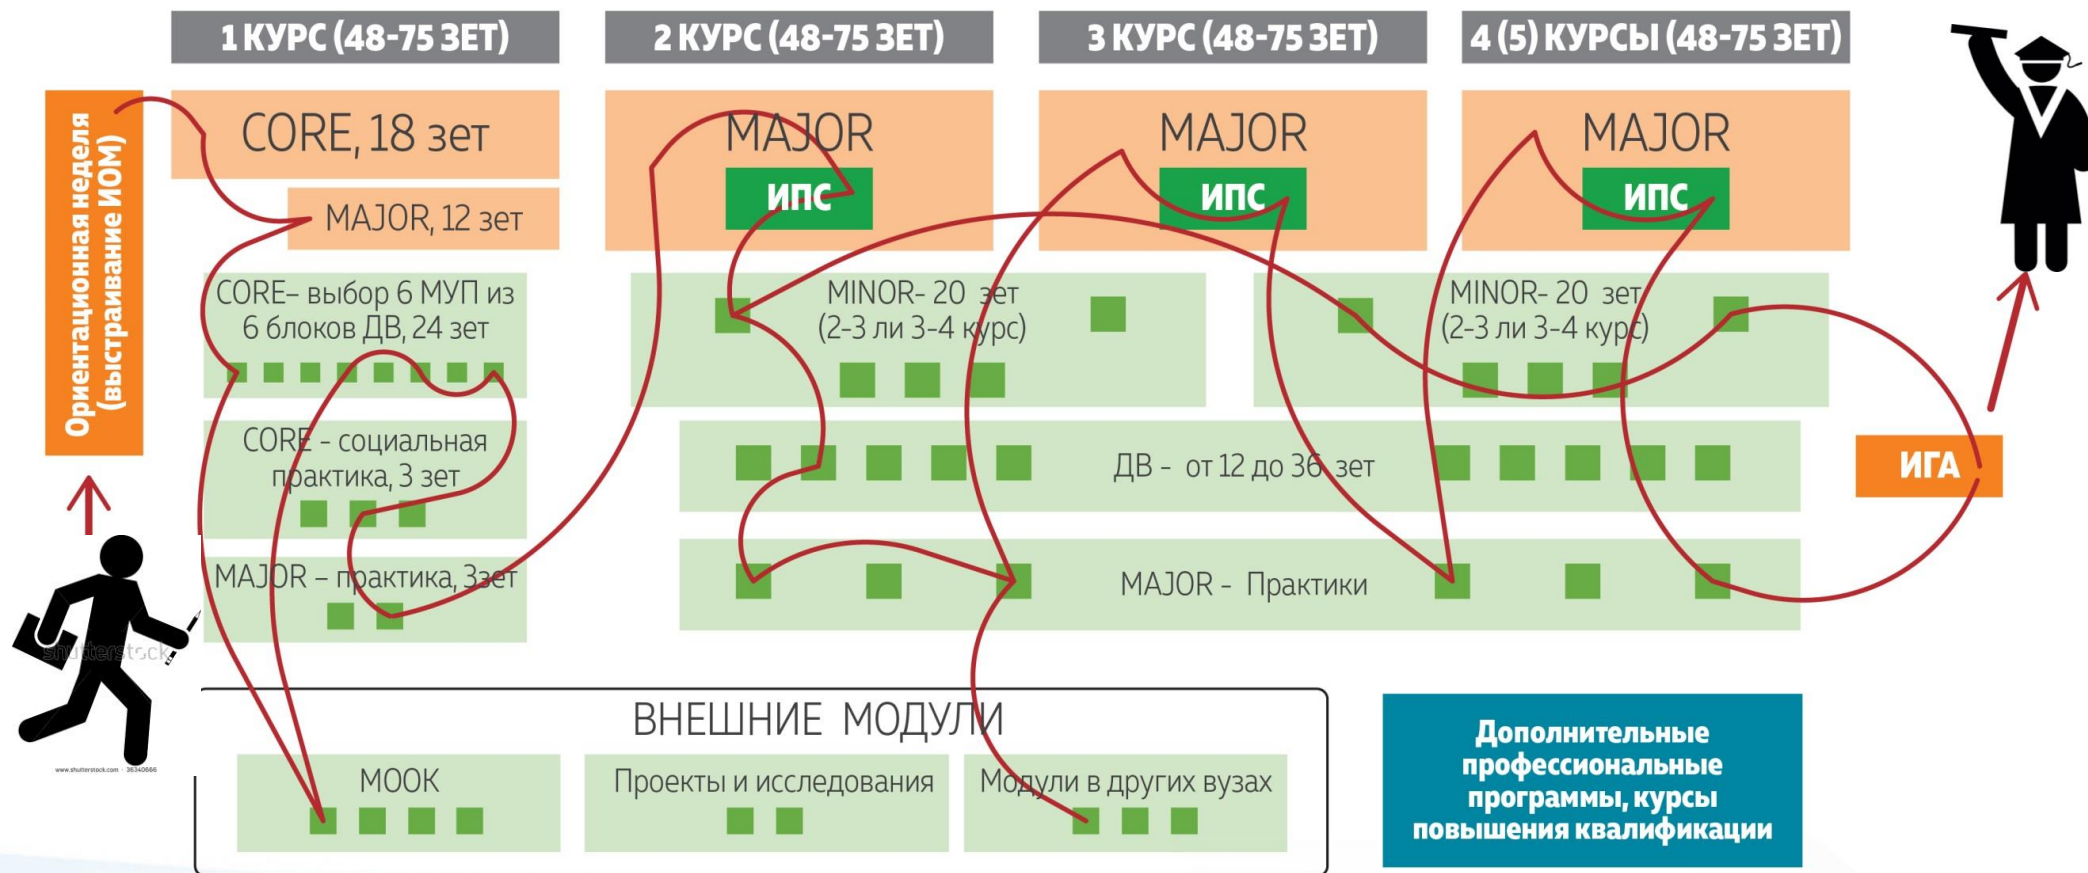 1 КУРС (48-75 ЗЕТ)
2 КУРС (48-75 ЗЕТ)
3 КУРС (48-75 ЗЕТ)
4 (5) КУРСЫ (48-75 ЗЕТ)
Ориентационная неделя
(выстраивание ИОМ)
CORE, 18 зет
MAJOR, 12 зет
MAJOR
ИПС
MAJOR
ИПС
MAJOR
ИПС
CORE– выбор 6 МУП из
6 блоков ДВ, 24 зет
MINOR- 20 зет
(2-3 ли 3-4 курс)
MINOR- 20 зет
(2-3 ли 3-4 курс)
CORE - социальная
практика, 3 зет
ДВ - от 12 до 36 зет
ИГА
MAJOR – практика, 3зет
MAJOR - Практики
shutterstock
www.shutterstock.com · 36340666
ВНЕШНИЕ МОДУЛИ
МООК
Проекты и исследования
Модули в других вузах
Дополнительные
профессиональные
программы, курсы
повышения квалификации